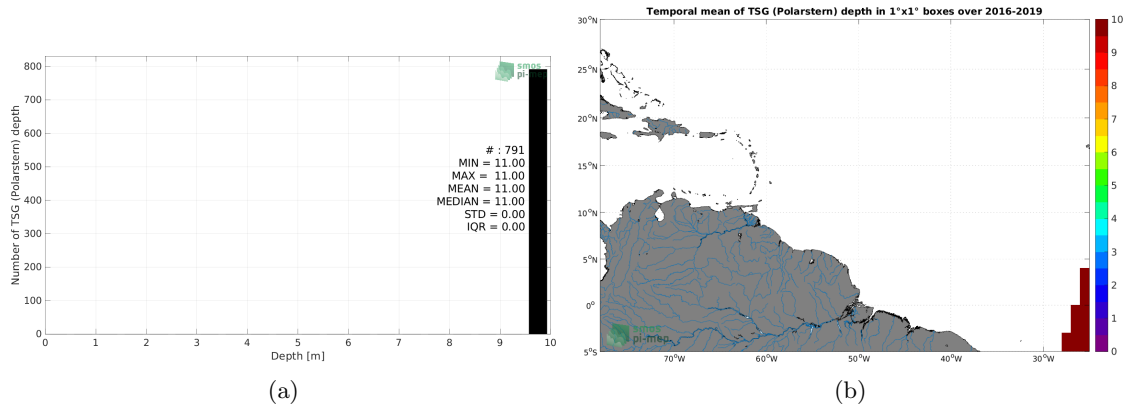 Number of TSG (Polarstern) depth
800
700
600
500
400
300
200
100
0
smos
pi-mep
# : 791
MIN = 11.00
MAX = 11.00
MEAN = 11.00
MEDIAN = 11.00
STD = 0.00
IQR = 0.00
0 1 2 3 4 5 6 7 8 9 10
Depth [m]
(a)
Temporal mean of TSG (Polarstern) depth in 1°x1° boxes over 2016-2019
30°N
25°N
20°N
15°N
10°N
5°N
0°
5°S
smos
pi-mep
70°W 60°W 50°W 40°W 30°W
10
9
8
7
6
5
4
3
2
1
0
(b)